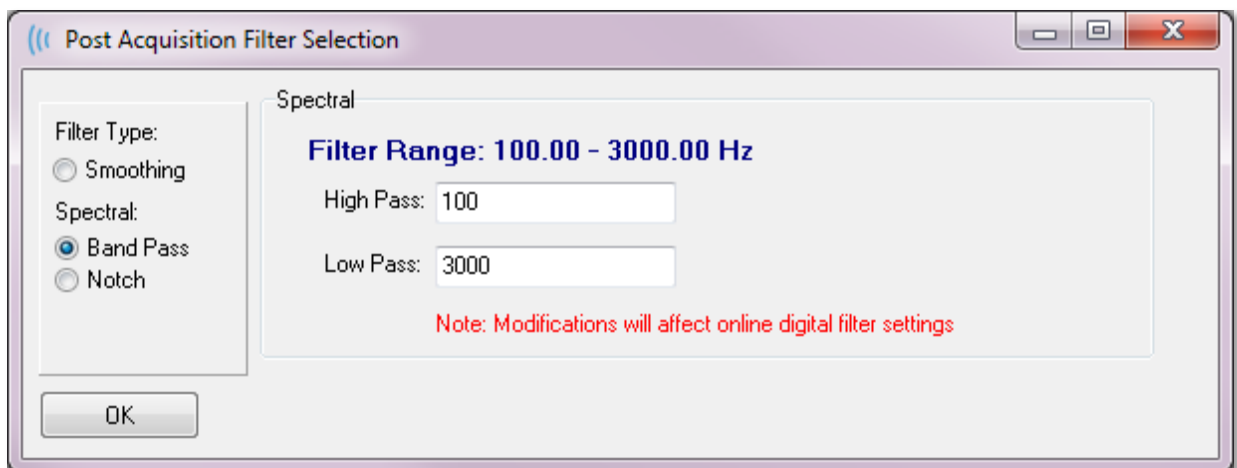 Post Acquisition Filter Selection
Filter Type:
Smoothing
Spectral:
Band Pass
Notch
OK
Spectral
Filter Range: 100.00 - 3000.00 Hz
High Pass: 100
Low Pass: 3000
Note: Modifications will affect online digital filter settings